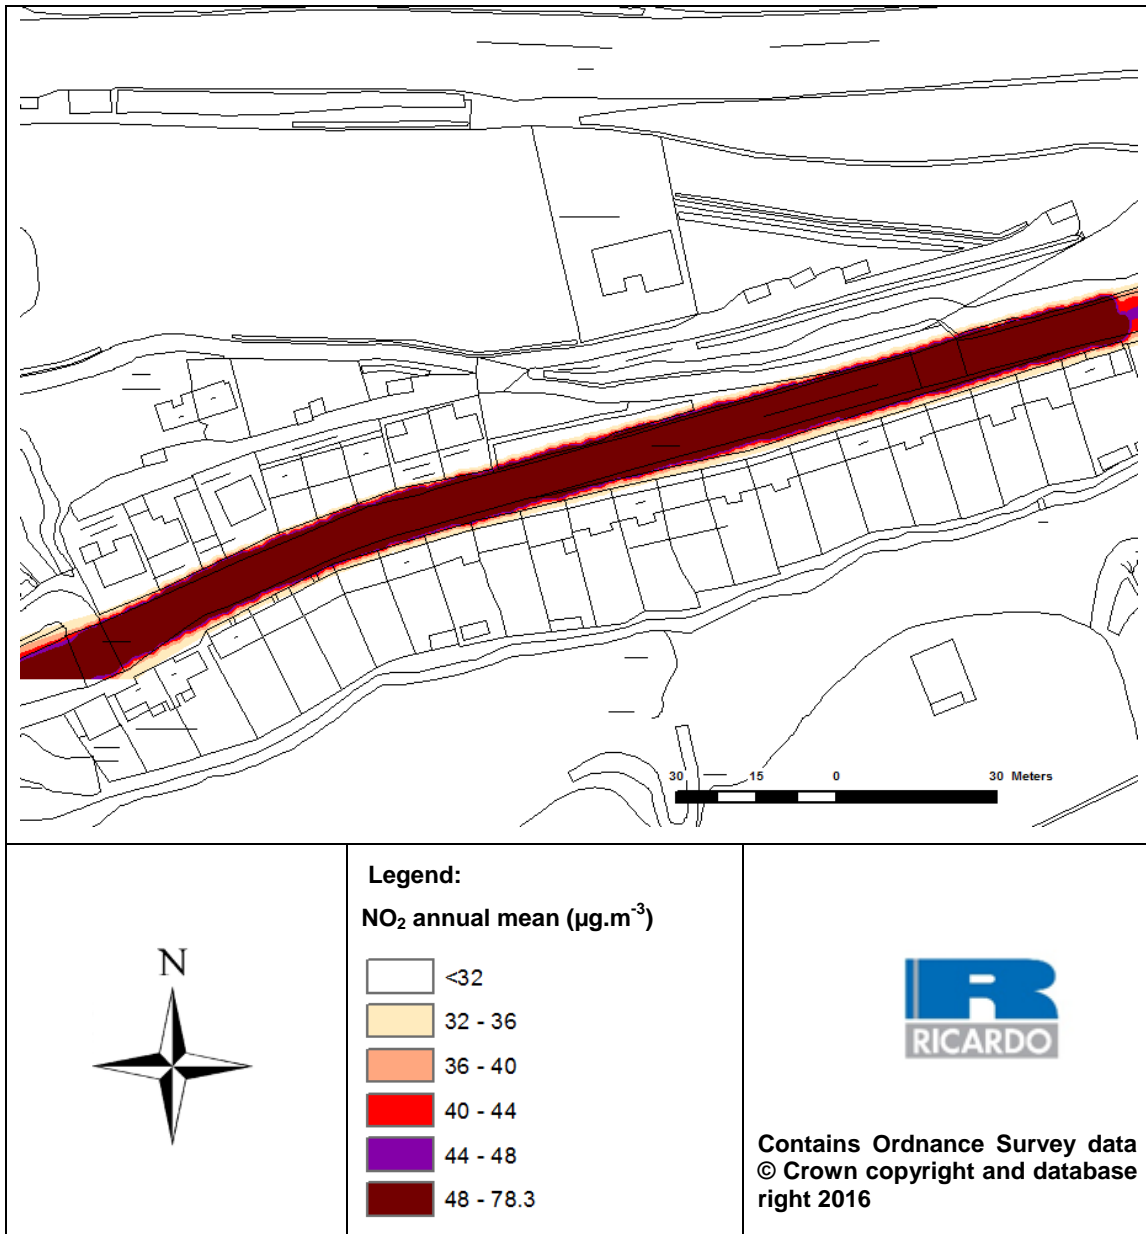 30 15 0 30 Meters
N
Legend:
NO₂ annual mean (µg.m⁻³)
<32
32 - 36
36 - 40
40 - 44
44 - 48
48 - 78.3
R
RICARDO
Contains Ordnance Survey data
© Crown copyright and database
right 2016